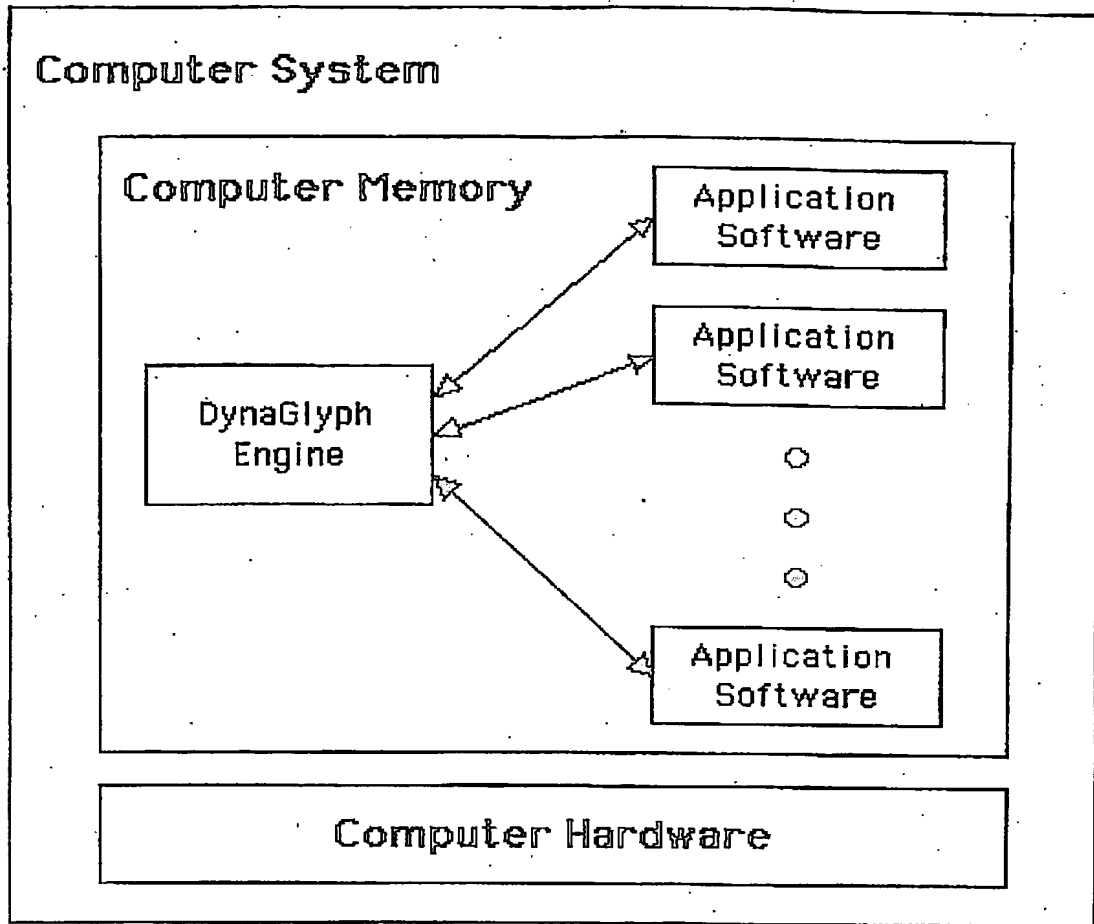 Computer System
Computer Memory
Application
Software
Application
Software
DynaGlyph
Engine
Application
Software
Computer Hardware